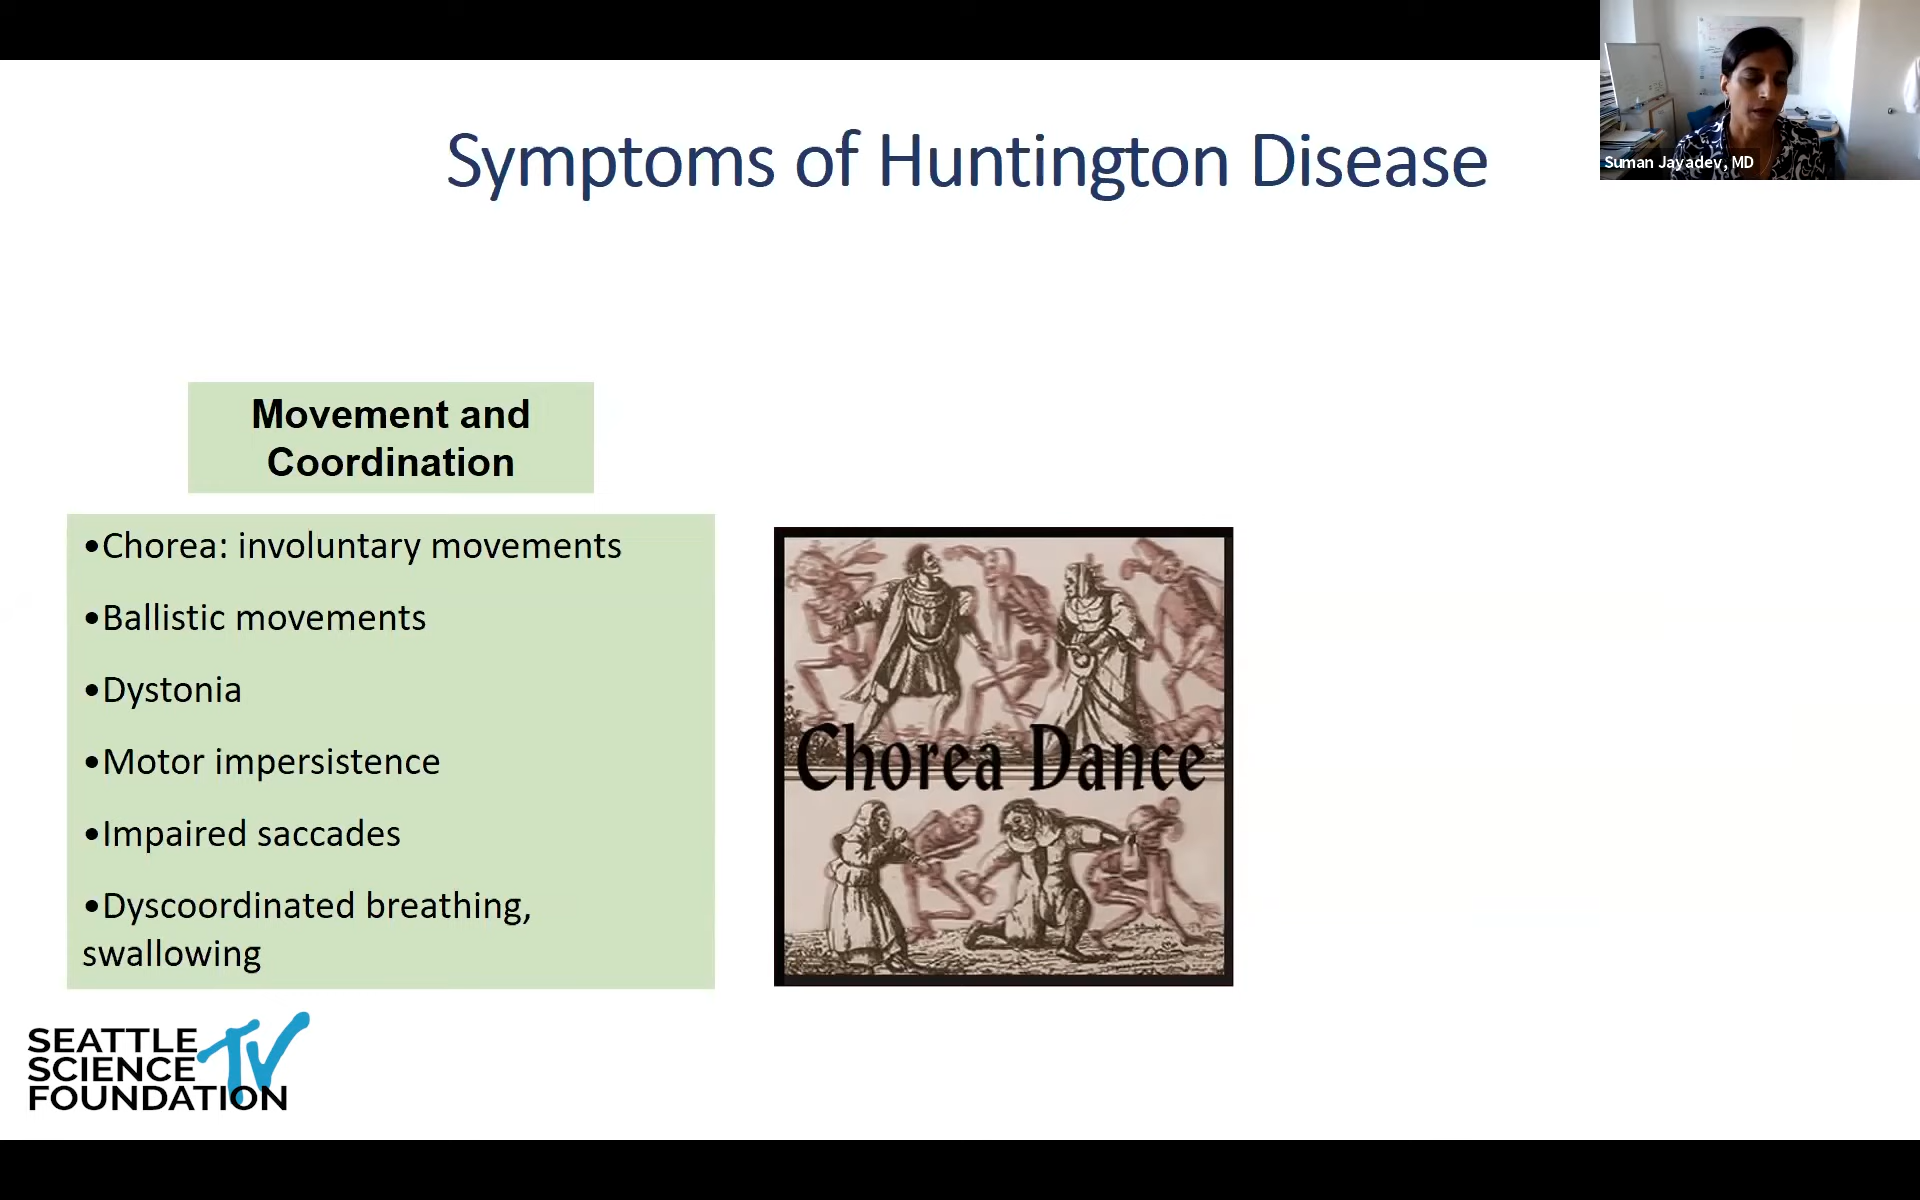 Suman Jayadev, MD
Symptoms of Huntington Disease
Movement and
Coordination
•Chorea: involuntary movements
•Ballistic movements
•Dystonia
•Motor impersistence
•Impaired saccades
•Dyscoordinated breathing,
swallowing
Chorea Dance
SEATTLE
SCIENCE
FOUNDATION
TV